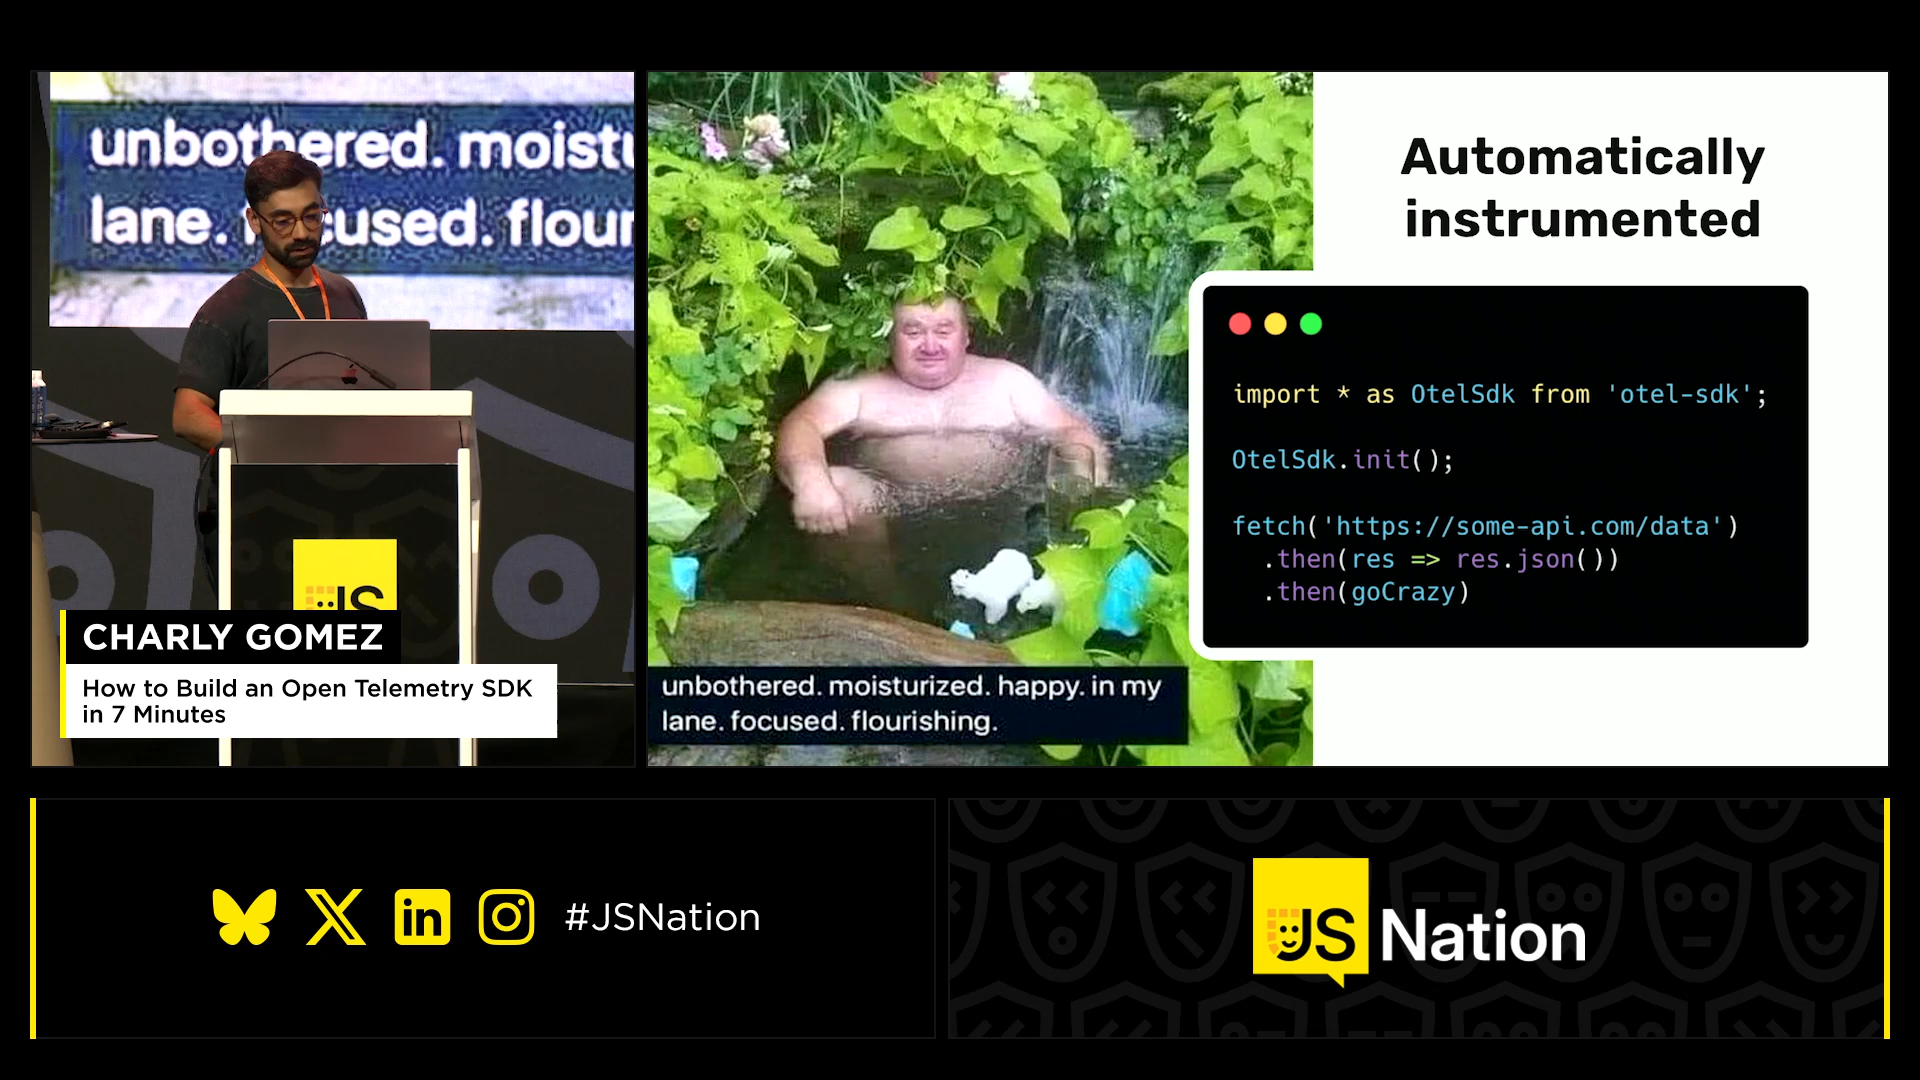 unbothered. moistu
lane. focused. flour
CHARLY GOMEZ
How to Build an Open Telemetry SDK
in 7 Minutes
unbothered. moisturized. happy. in my
lane. focused. flourishing.
Automatically
instrumented
import * as OtelSdk from 'otel-sdk';
OtelSdk.init();
fetch('https://some-api.com/data')
.then(res => res.json())
.then(goCrazy)
JS
#JSNation
JS Nation